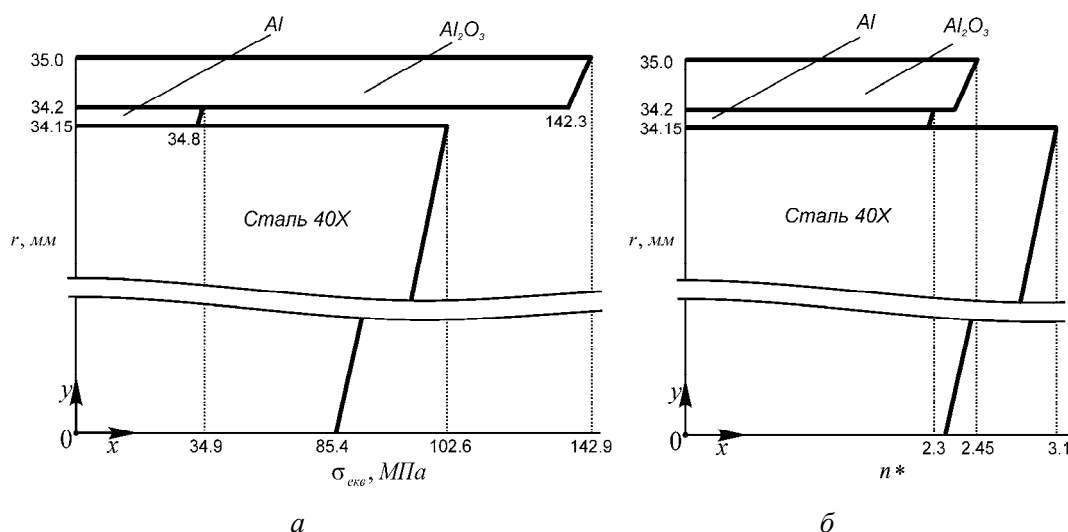 Al
Al₂O₃
35.0
34.2
34.15
34.8
142.3
Сталь 40Х
r, мм
y
0
x
34.9
85.4
102.6
142.9
σекв, МПа
а
Al
Al₂O₃
35.0
34.2
34.15
Сталь 40Х
r, мм
y
0
x
2.3
2.45
3.1
n*
б